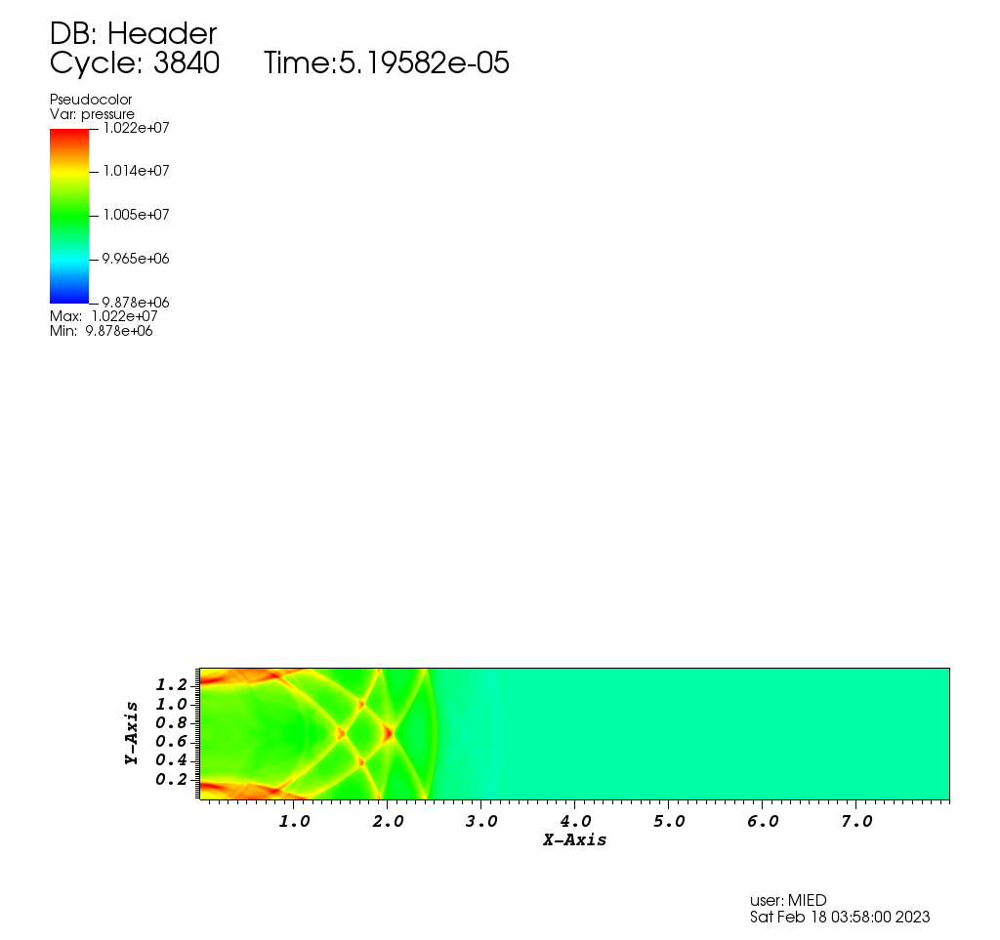 DB: Header
Cycle: 3840 Time:5.19582e-05
Pseudocolor
Var: pressure
1.022e+07
1.014e+07
1.005e+07
9.965e+06
9.878e+06
Max: 1.022e+07
Min: 9.878e+06
1.2
1.0
0.8
0.6
0.4
0.2
Y-Axis
1.0 2.0 3.0 4.0 5.0 6.0 7.0
X-Axis
user: MIED
Sat Feb 18 03:58:00 2023